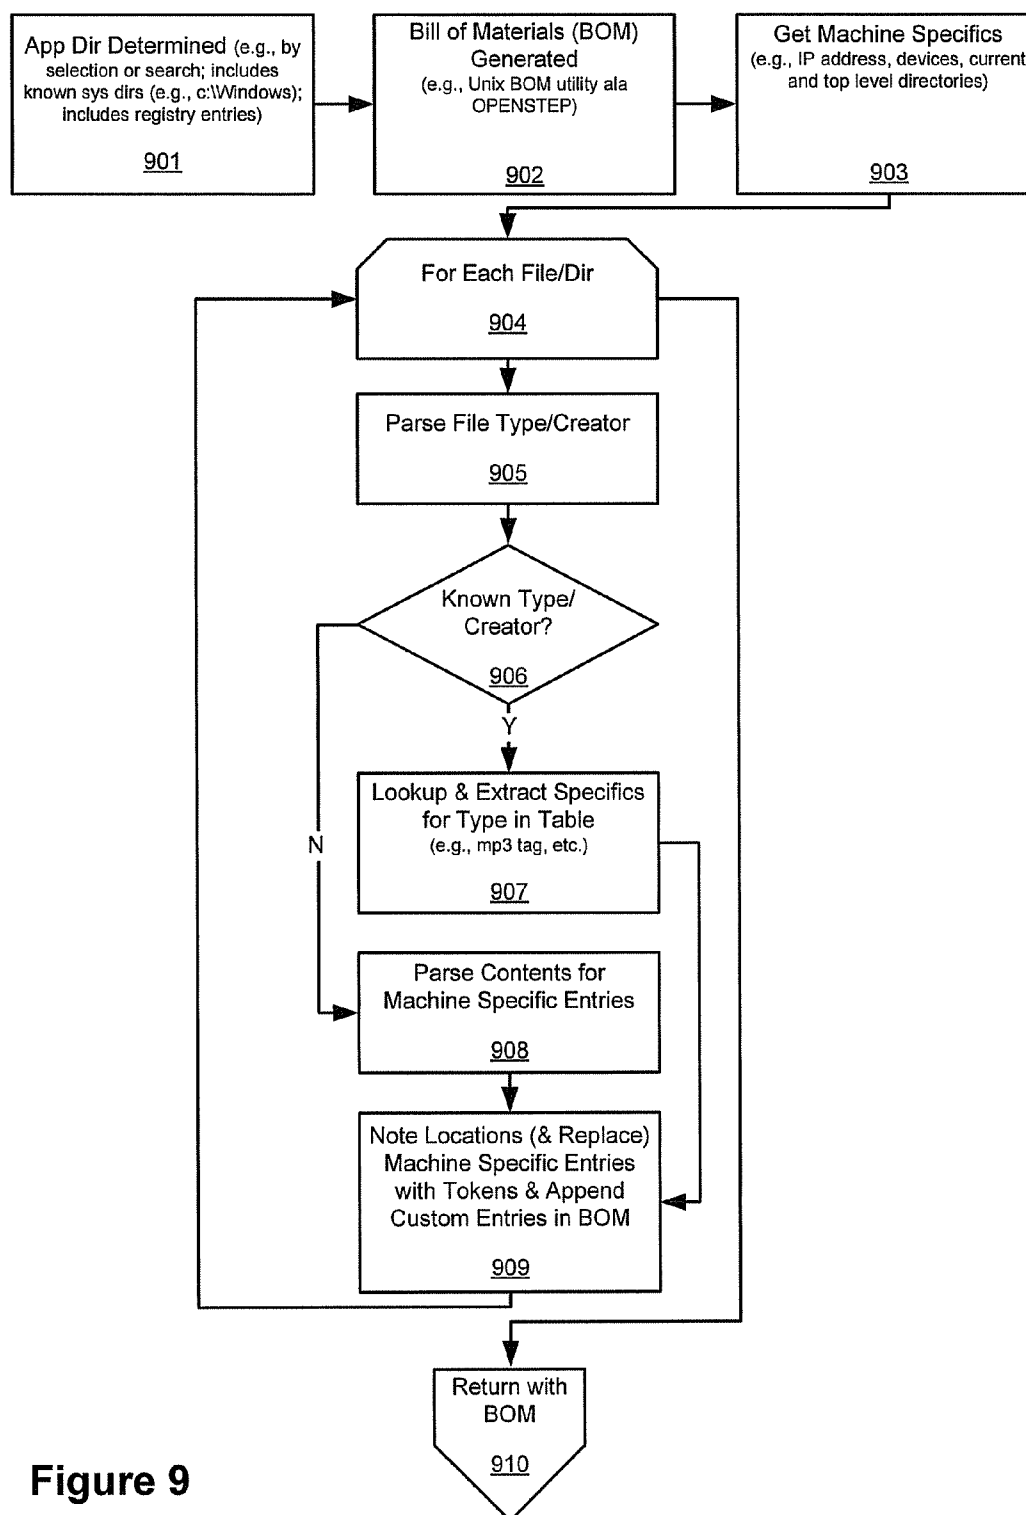 App Dir Determined (e.g., by
selection or search; includes
known sys dirs (e.g., c:\Windows);
includes registry entries)
901
Bill of Materials (BOM)
Generated
(e.g., Unix BOM utility ala
OPENSTEP)
902
Get Machine Specifics
(e.g., IP address, devices, current
and top level directories)
903
For Each File/Dir
904
Parse File Type/Creator
905
Known Type/
Creator?
906
Y
N
Lookup & Extract Specifics
for Type in Table
(e.g., mp3 tag, etc.)
907
Parse Contents for
Machine Specific Entries
908
Note Locations (& Replace)
Machine Specific Entries
with Tokens & Append
Custom Entries in BOM
909
Return with
BOM
910
Figure 9